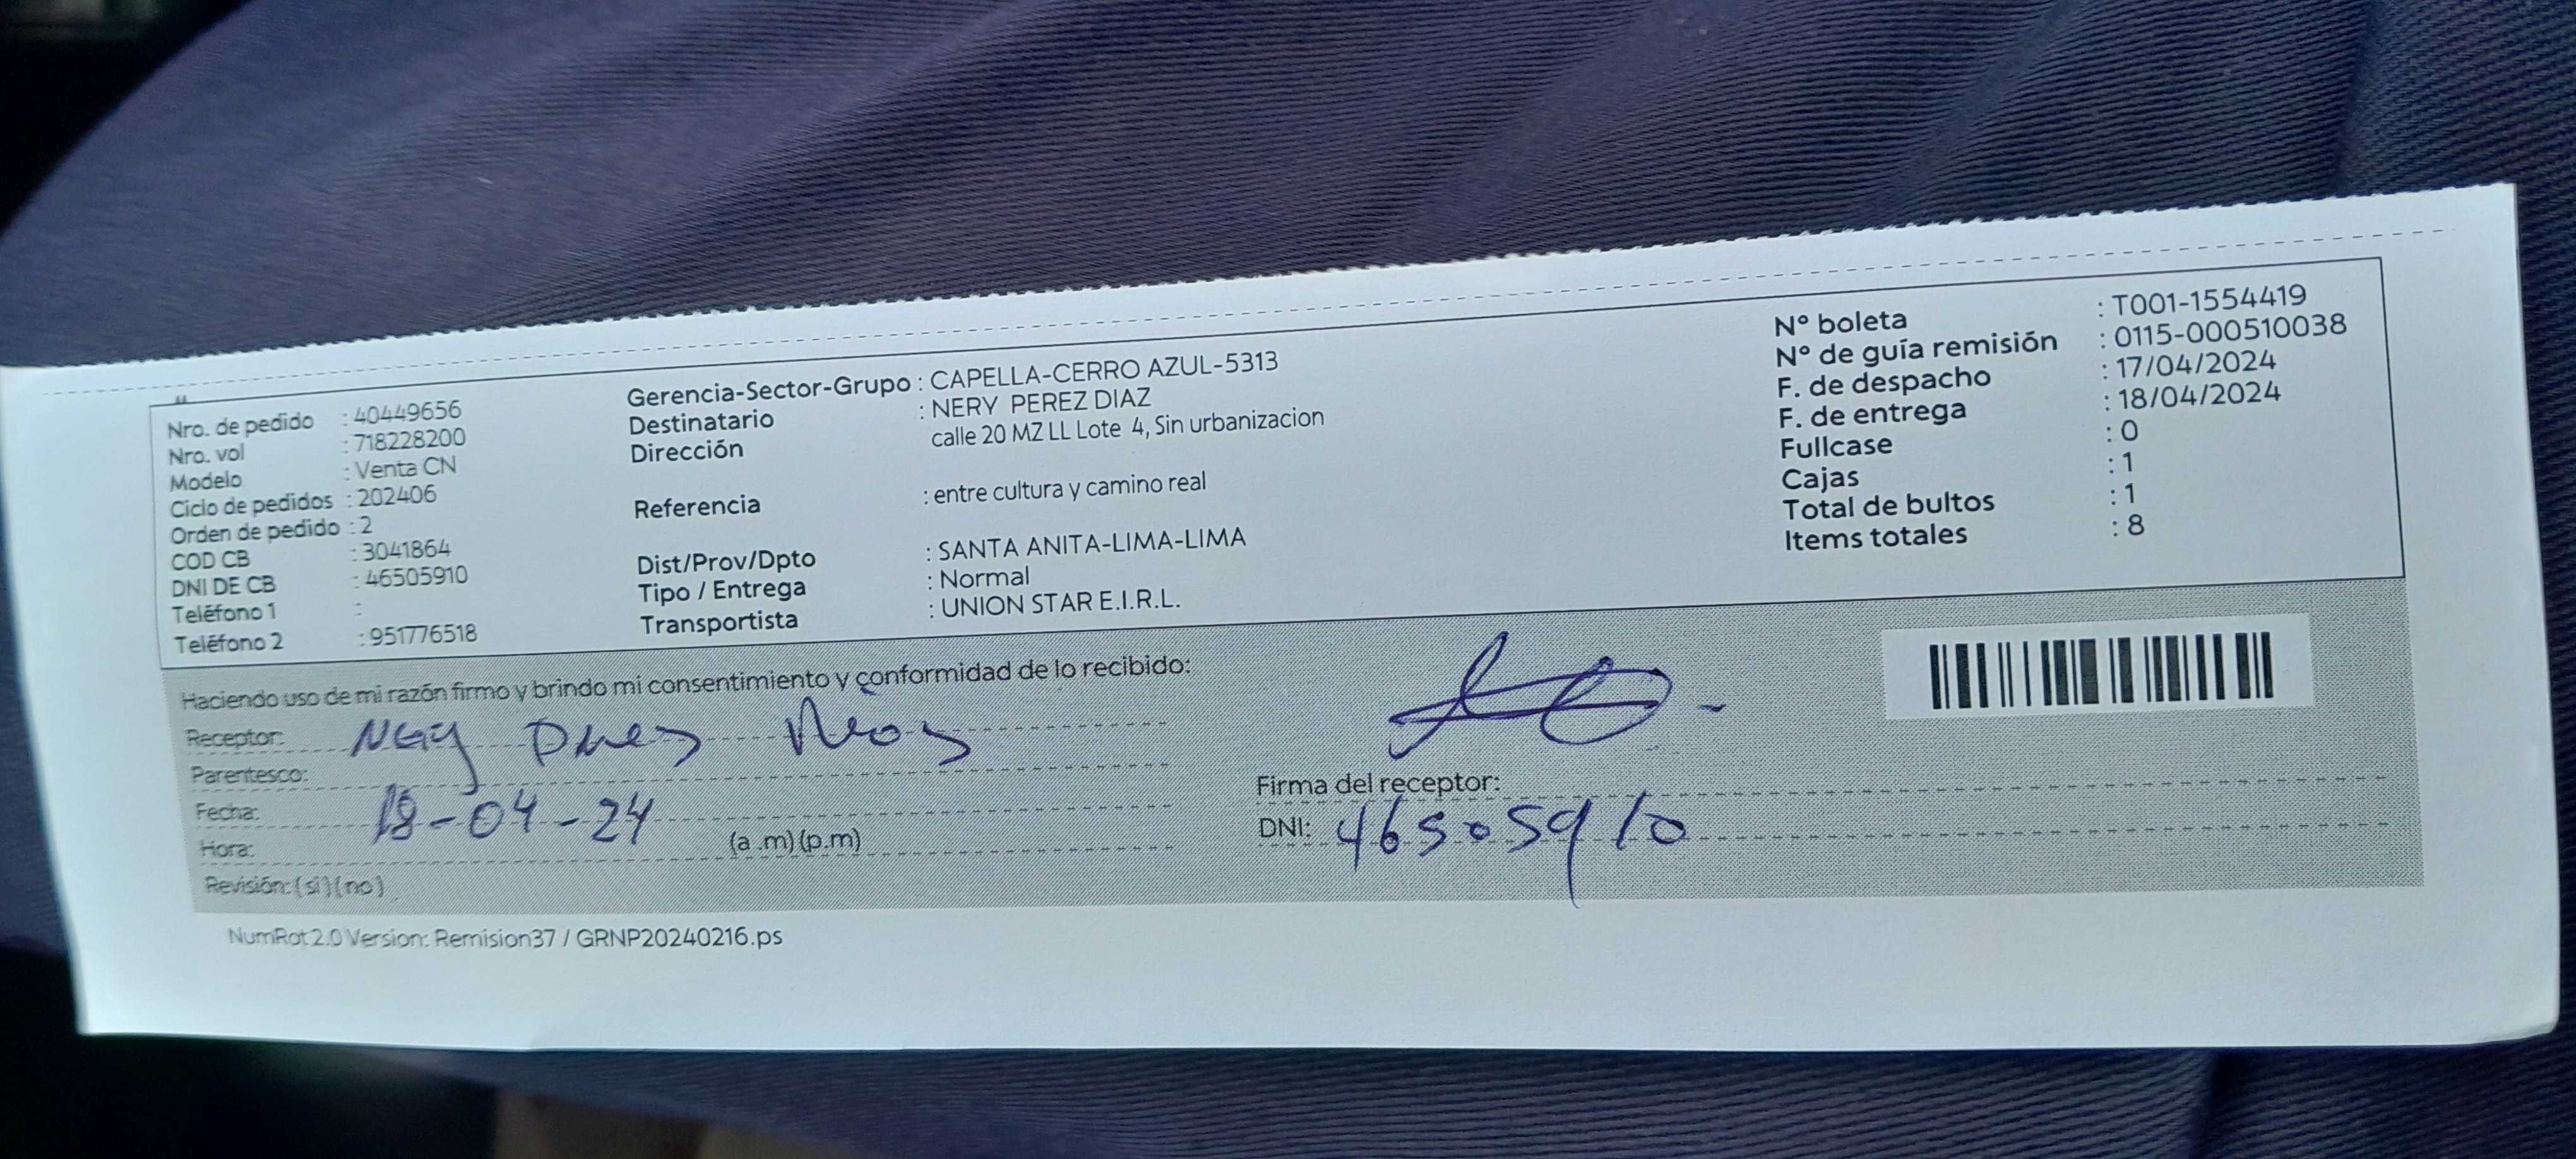 Nro. de pedido : 40449656
Nro. vol : 718228200
Modelo : Venta CN
Ciclo de pedidos : 202406
Orden de pedido : 2
COD CB : 3041864
DNI DE CB : 46505910
Teléfono 1 :
Teléfono 2 : 951776518
Gerencia-Sector-Grupo : CAPELLA-CERRO AZUL-5313
Destinatario : NERY PEREZ DIAZ
Dirección calle 20 MZ LL Lote 4, Sin urbanizacion
Referencia : entre cultura y camino real
Dist/Prov/Dpto : SANTA ANITA-LIMA-LIMA
Tipo / Entrega : Normal
Transportista : UNION STAR E.I.R.L.
Nº boleta : T001-1554419
Nº de guía remisión : 0115-000510038
F. de despacho : 17/04/2024
F. de entrega : 18/04/2024
Fullcase : 0
Cajas : 1
Total de bultos : 1
Items totales : 8
Haciendo uso de mi razón firmo y brindo mi consentimiento y conformidad de lo recibido:
Receptor:
Parentesco:
Fecha: 18-04-24
Hora: (a.m)(p.m)
Revisión:(si)(no)
Firma del receptor:
DNI: 46505910
NumRot2.0 Version: Remision37 / GRNP20240216.ps